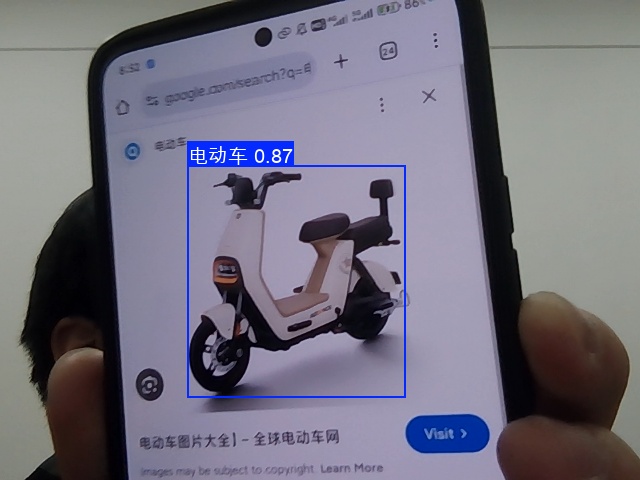 8:52
86%
24
google.com/search?q=
电动车
电动车 0.87
电动车图片大全】- 全球电动车网
Visit >
Images may be subject to copyright. Learn More